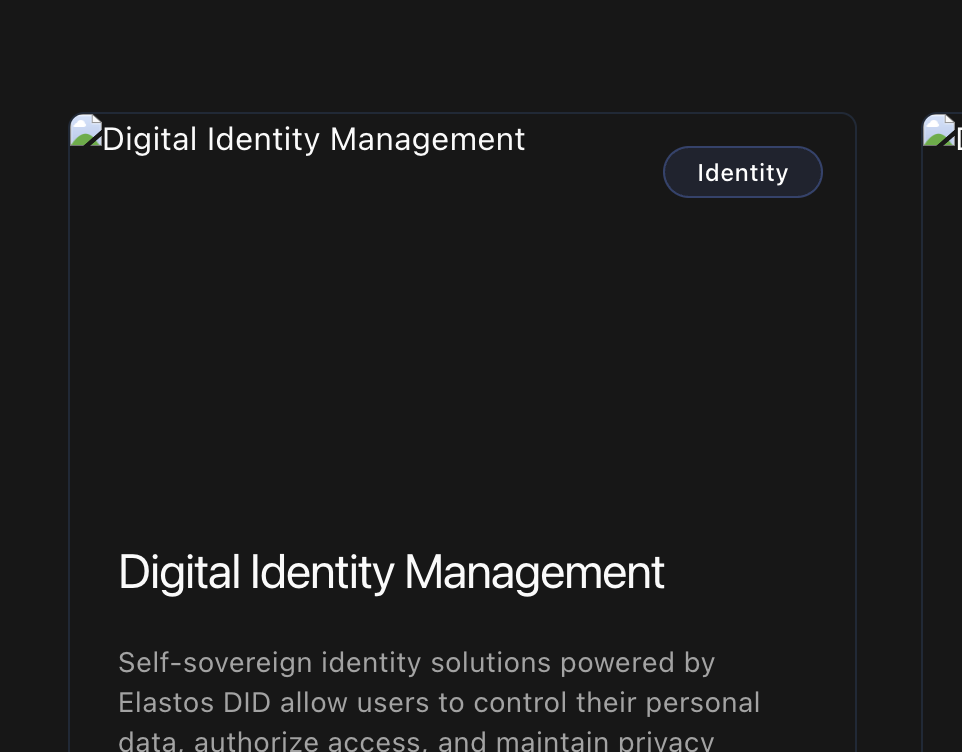 Digital Identity Management
Identity
Digital Identity Management
Self-sovereign identity solutions powered by
Elastos DID allow users to control their personal
data, authorize access, and maintain privacy